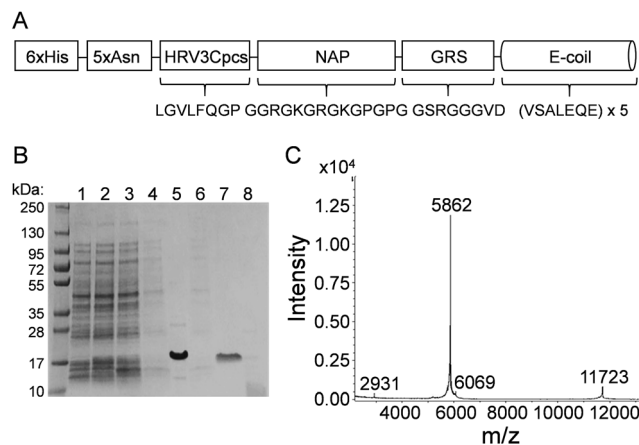 A
6xHis 5xAsn HRV3Cpcs NAP GRS E-coil
LGVLFQGP GGRGKGRGKGPGPG GSRGGGVD (VSALEQE) x 5
B
kDa: 1 2 3 4 5 6 7 8
250
130
95
72
55
35
28
17
10
C
x10⁴
5862
1.25
1.00
0.75
0.50
0.25
0.00
Intensity
2931
6069
11723
4000 6000 8000 10000 12000
m/z